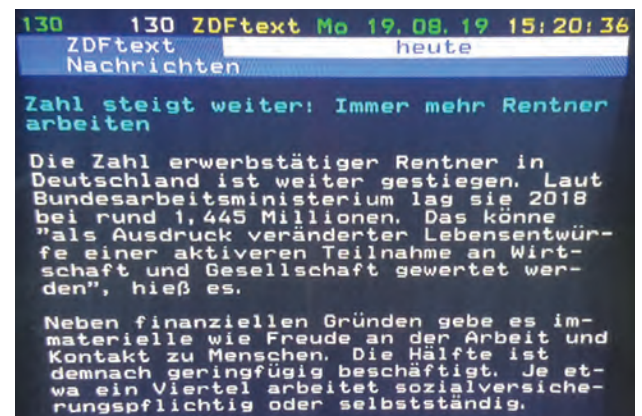 130 130 ZDFtext Mo 19.08.19 15:20:36
ZDFtext heute
Nachrichten
Zahl steigt weiter: Immer mehr Rentner
arbeiten
Die Zahl erwerbstätiger Rentner in
Deutschland ist weiter gestiegen. Laut
Bundesarbeitsministerium lag sie 2018
bei rund 1,445 Millionen. Das könne
"als Ausdruck veränderter Lebensentwür-
fe einer aktiveren Teilnahme an Wirt-
schaft und Gesellschaft gewertet wer-
den", hieß es.
Neben finanziellen Gründen gebe es im-
materielle wie Freude an der Arbeit und
Kontakt zu Menschen. Die Hälfte ist
demnach geringfügig beschäftigt. Je et-
wa ein Viertel arbeitet sozialversiche-
rungspflichtig oder selbstständig.